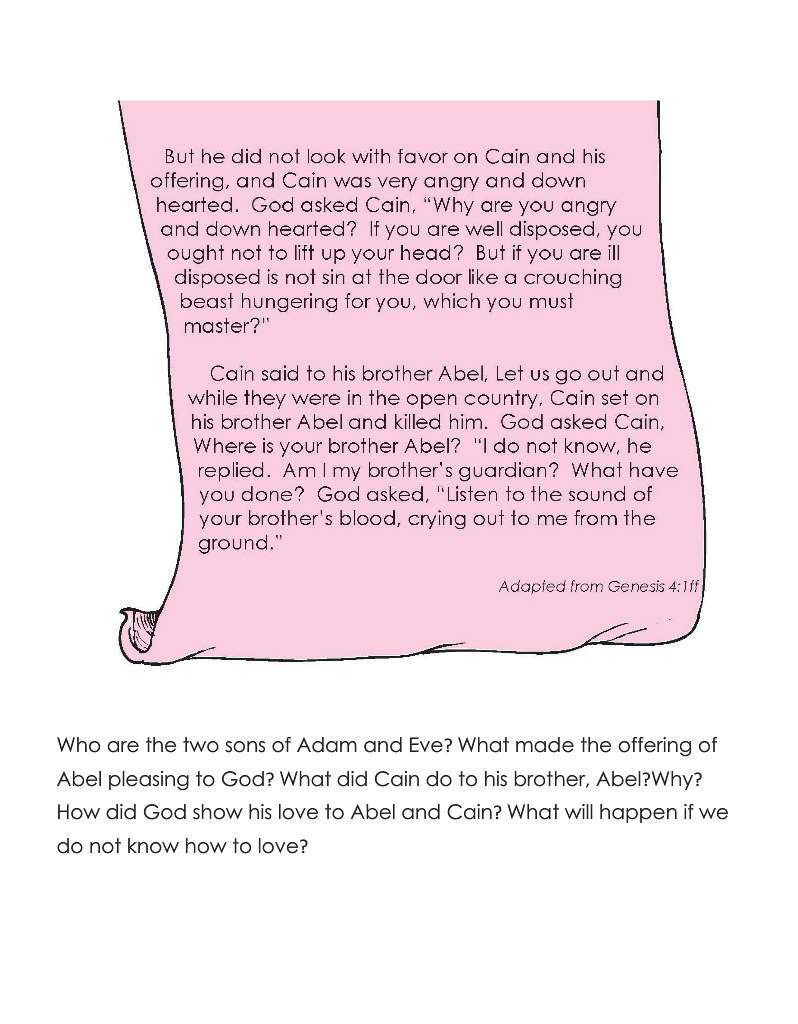 But he did not look with favor on Cain and his
offering, and Cain was very angry and down
hearted.  God asked Cain, “Why are you angry
and down hearted?  If you are well disposed, you
ought not to lift up your head?  But if you are ill
disposed is not sin at the door like a crouching
beast hungering for you, which you must
master?”
Cain said to his brother Abel, Let us go out and
while they were in the open country, Cain set on
his brother Abel and killed him.  God asked Cain,
Where is your brother Abel?  “I do not know, he
replied.  Am I my brother’s guardian?  What have
you done?  God asked, “Listen to the sound of
your brother’s blood, crying out to me from the
ground.”
Adapted from Genesis 4:1ff
Who are the two sons of Adam and Eve? What made the offering of
Abel pleasing to God? What did Cain do to his brother, Abel?Why?
How did God show his love to Abel and Cain? What will happen if we
do not know how to love?